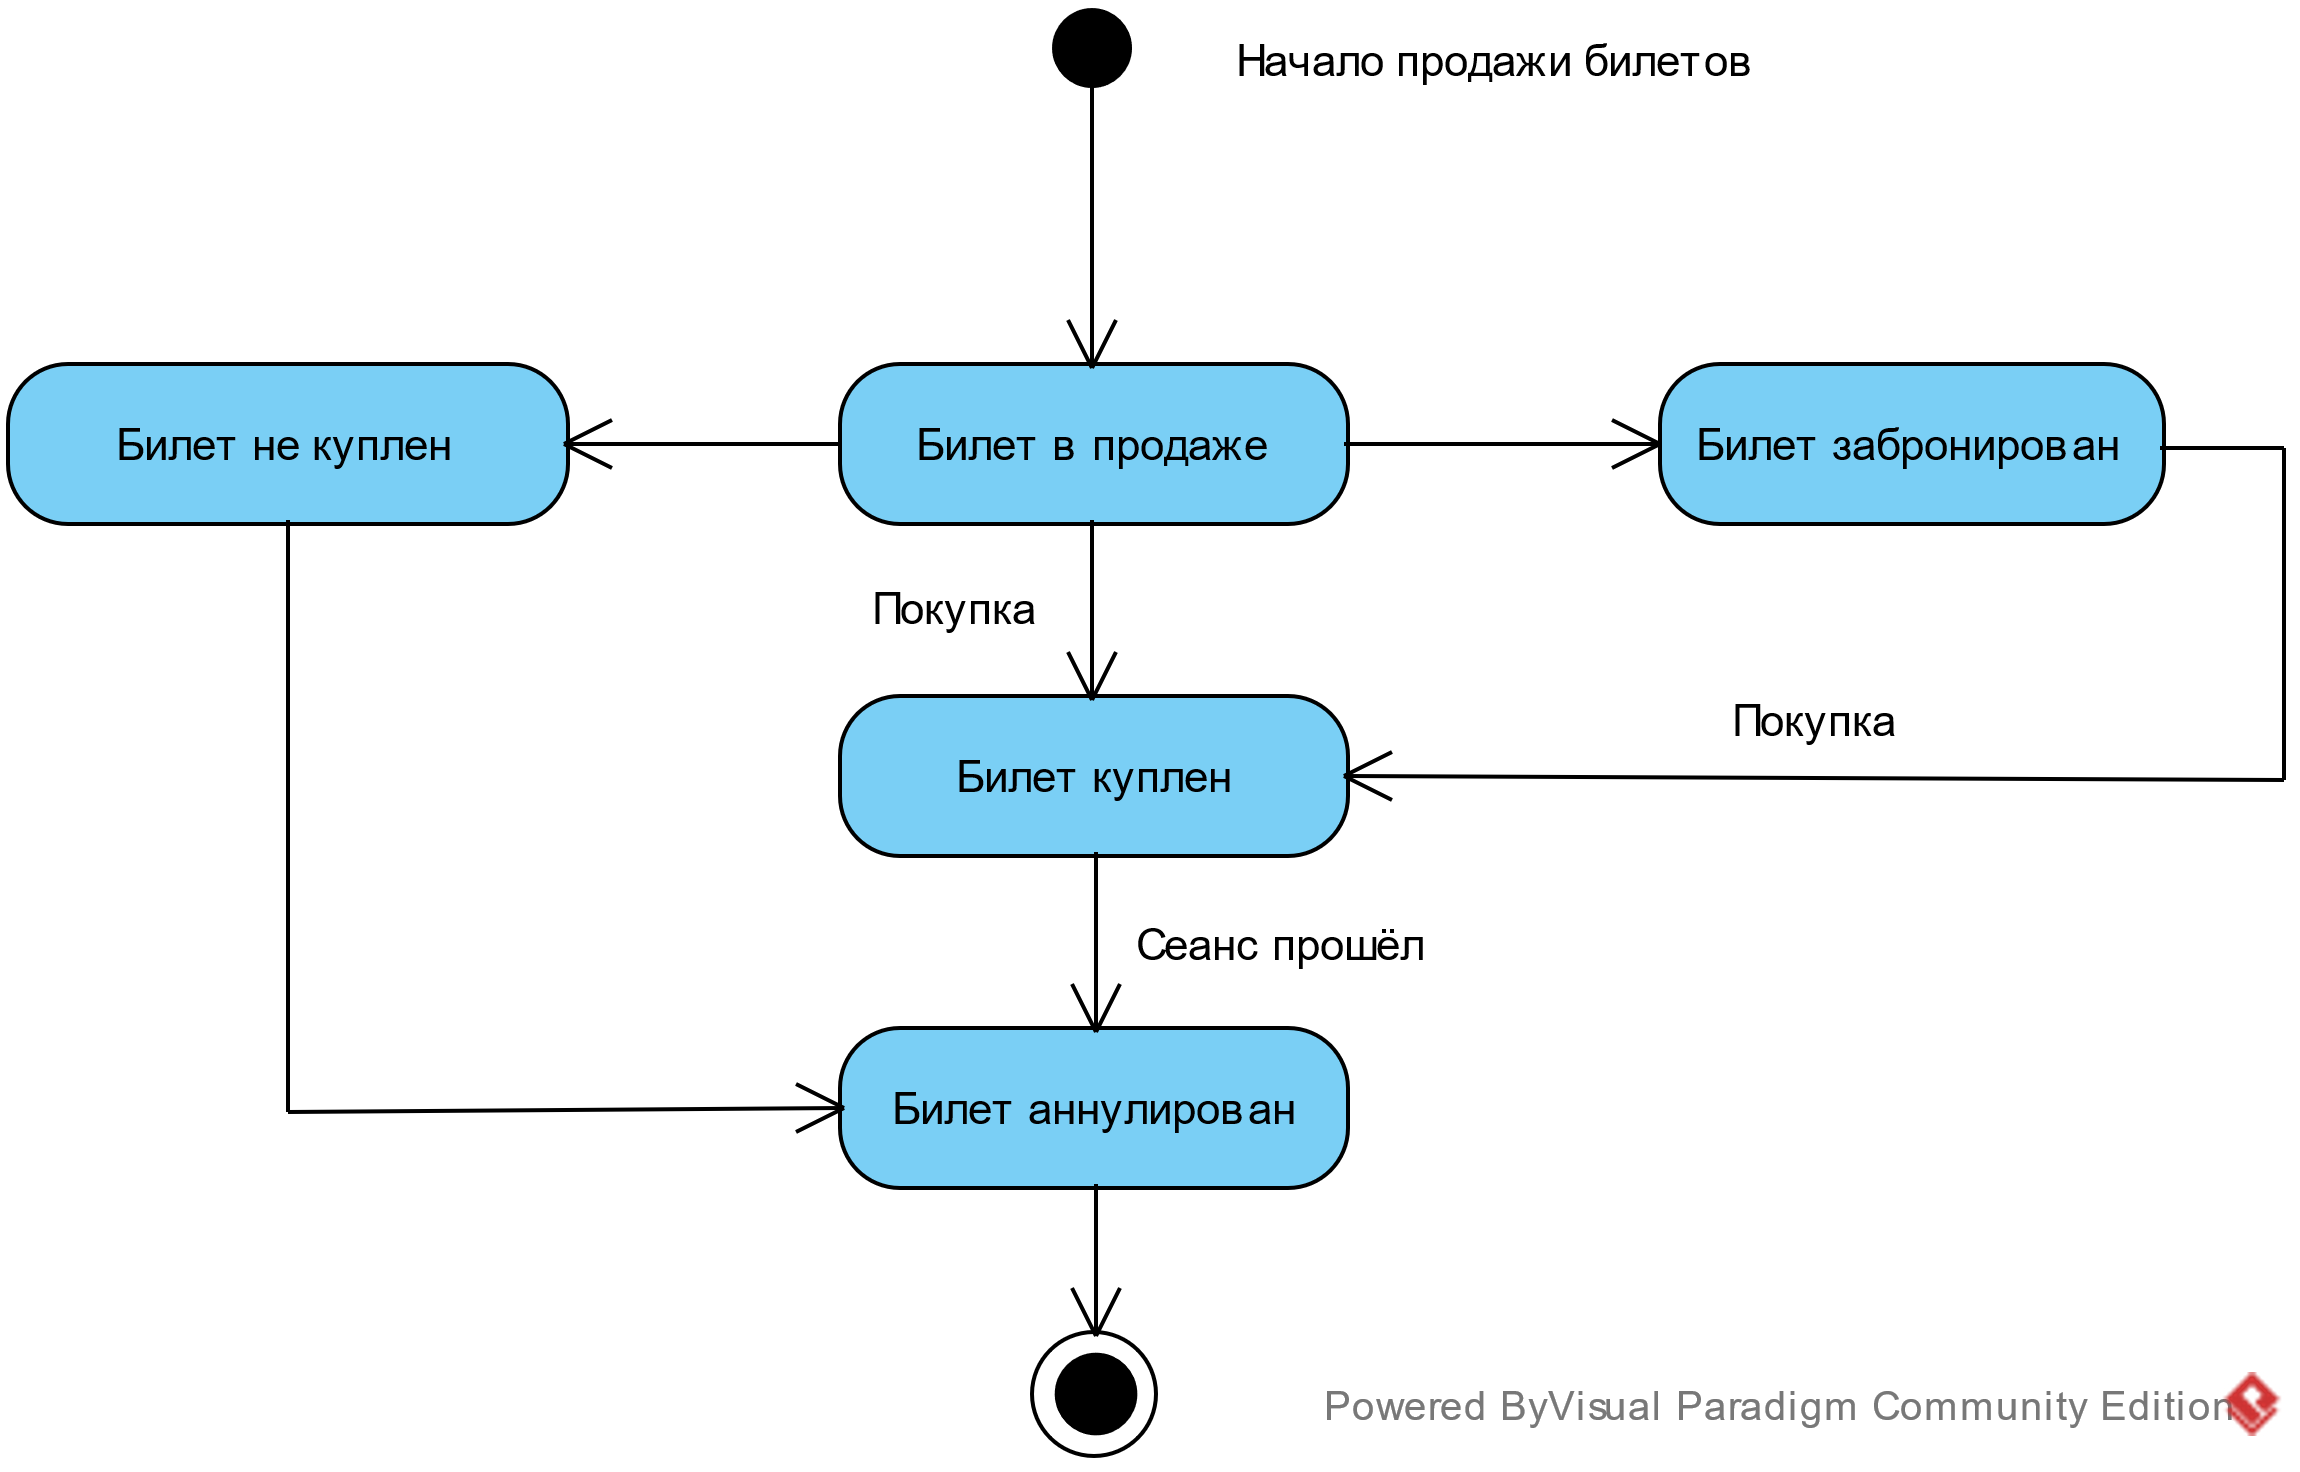 Начало продажи билетов
Билет не куплен
Билет в продаже
Билет забронирован
Покупка
Покупка
Билет куплен
Сеанс прошёл
Билет аннулирован
Powered ByVisual Paradigm Community Edition